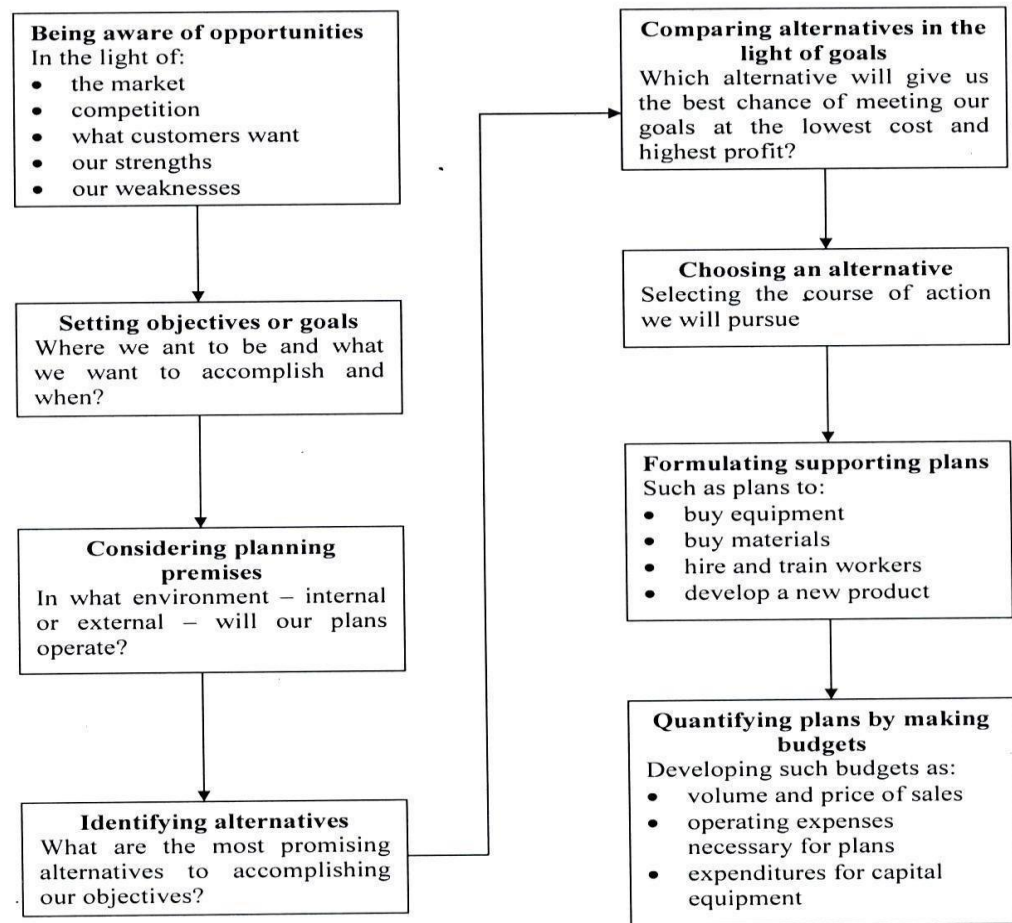 Being aware of opportunities
In the light of:
• the market
• competition
• what customers want
• our strengths
• our weaknesses
Setting objectives or goals
Where we ant to be and what
we want to accomplish and
when?
Considering planning
premises
In what environment – internal
or external – will our plans
operate?
Identifying alternatives
What are the most promising
alternatives to accomplishing
our objectives?
Comparing alternatives in the
light of goals
Which alternative will give us
the best chance of meeting our
goals at the lowest cost and
highest profit?
Choosing an alternative
Selecting the course of action
we will pursue
Formulating supporting plans
Such as plans to:
• buy equipment
• buy materials
• hire and train workers
• develop a new product
Quantifying plans by making
budgets
Developing such budgets as:
• volume and price of sales
• operating expenses
necessary for plans
• expenditures for capital
equipment